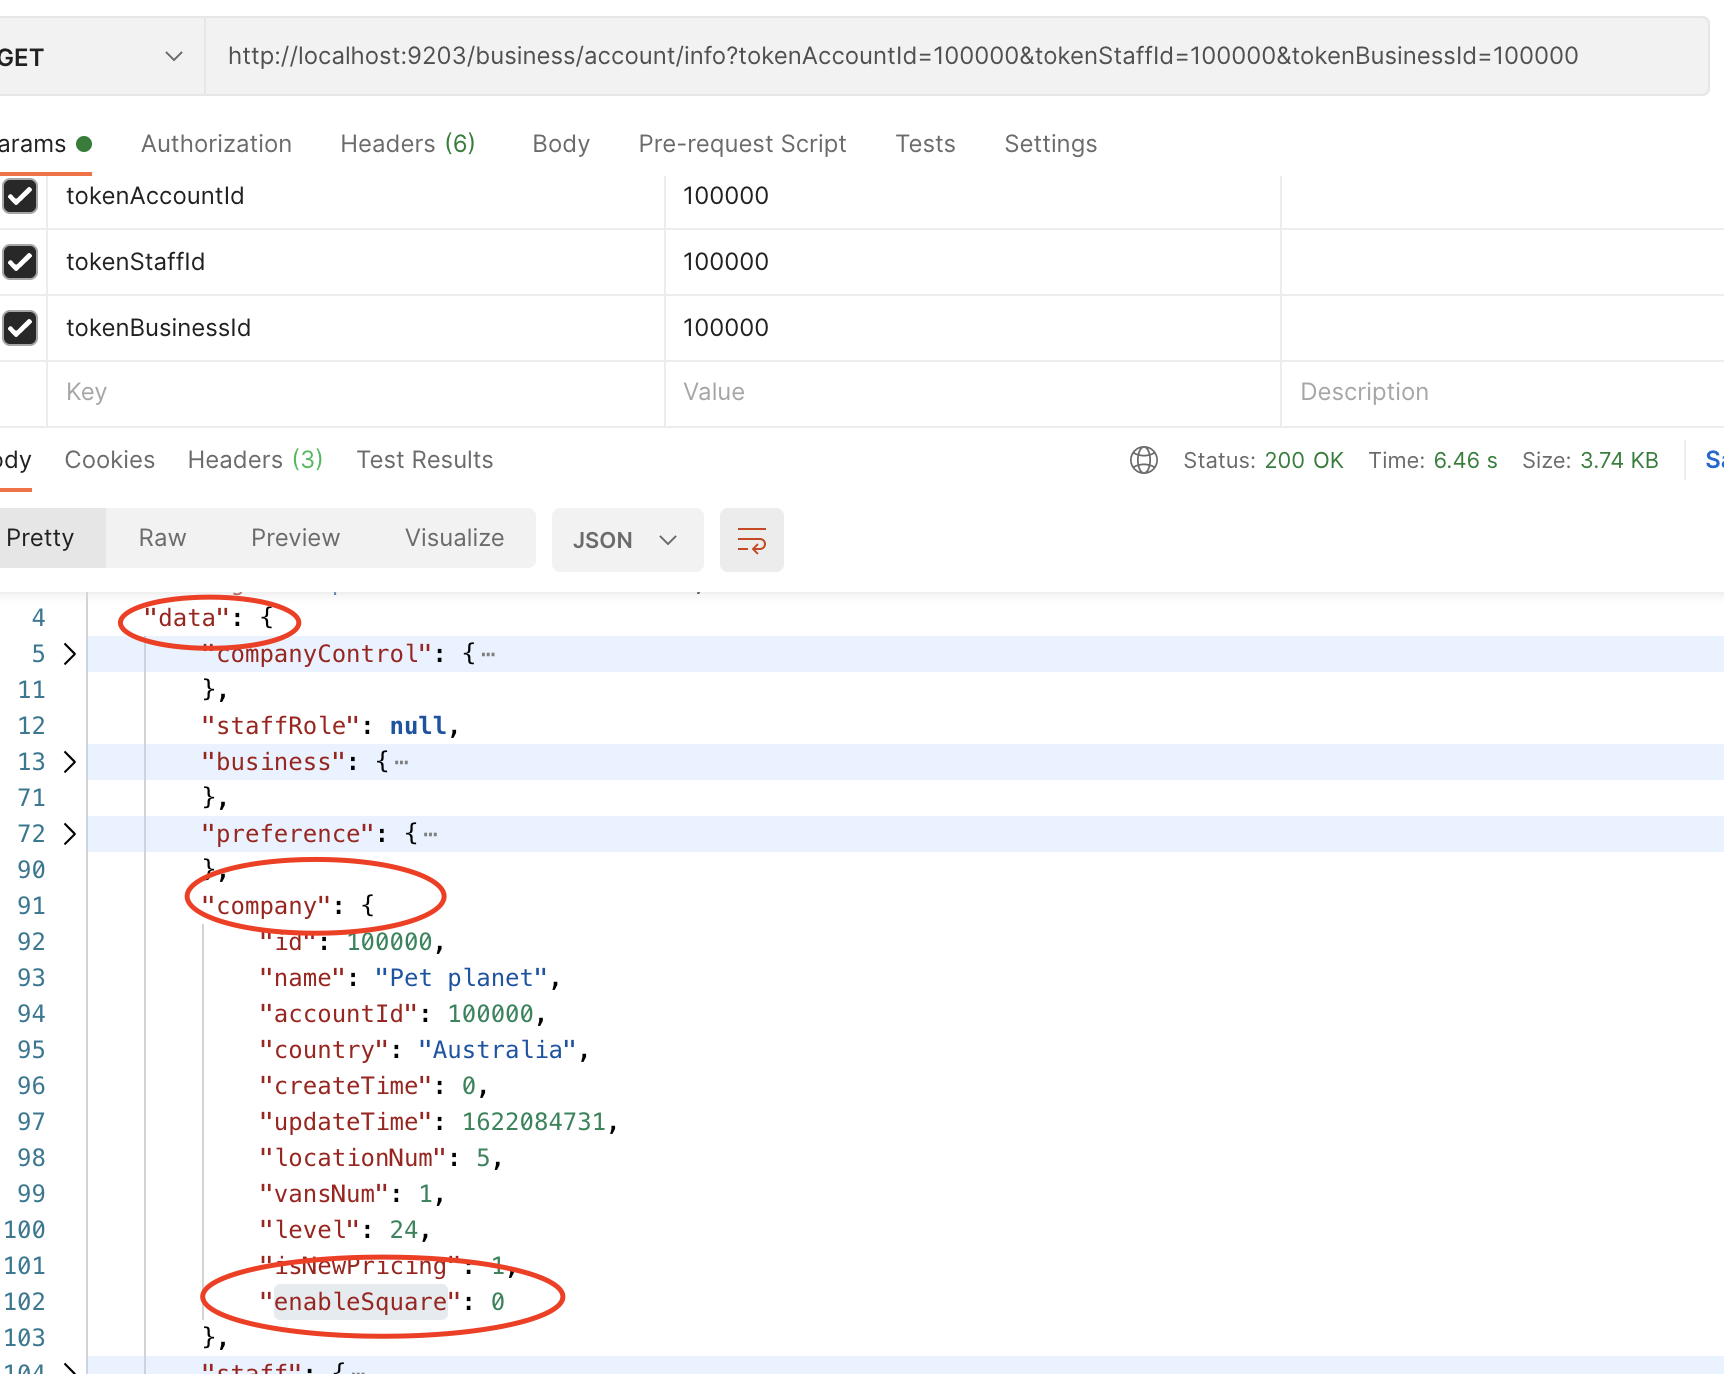 GET http://localhost:9203/business/account/info?tokenAccountId=100000&tokenStaffId=100000&tokenBusinessId=100000
arams Authorization Headers (6) Body Pre-request Script Tests Settings
tokenAccountId 100000
tokenStaffId 100000
tokenBusinessId 100000
Key Value Description
ody Cookies Headers (3) Test Results Status: 200 OK Time: 6.46 s Size: 3.74 KB Sa
Pretty Raw Preview Visualize JSON
4 "data": {
5 "companyControl": {…
11 },
12 "staffRole": null,
13 "business": {…
71 },
72 "preference": {…
90 },
91 "company": {
92 "id": 100000,
93 "name": "Pet planet",
94 "accountId": 100000,
95 "country": "Australia",
96 "createTime": 0,
97 "updateTime": 1622084731,
98 "locationNum": 5,
99 "vansNum": 1,
100 "level": 24,
101 "isNewPricing": 1,
102 "enableSquare": 0
103 },
104 "staff": {…